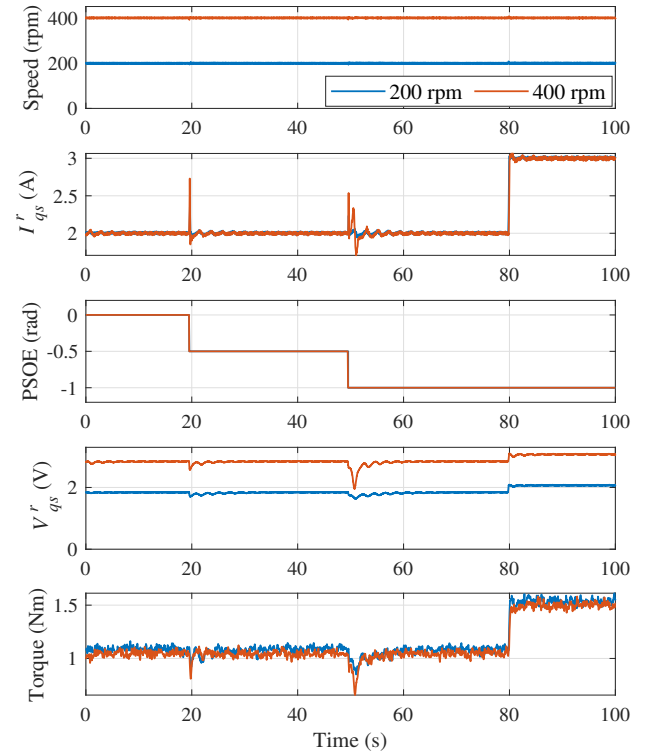 Speed (rpm)
400
200
0
200 rpm
400 rpm
0 20 40 60 80 100
I^r_qs (A)
3
2.5
2
0 20 40 60 80 100
PSOE (rad)
0
-0.5
-1
0 20 40 60 80 100
V^r_qs (V)
2
0
0 20 40 60 80 100
Torque (Nm)
1.5
1
0 20 40 60 80 100
Time (s)